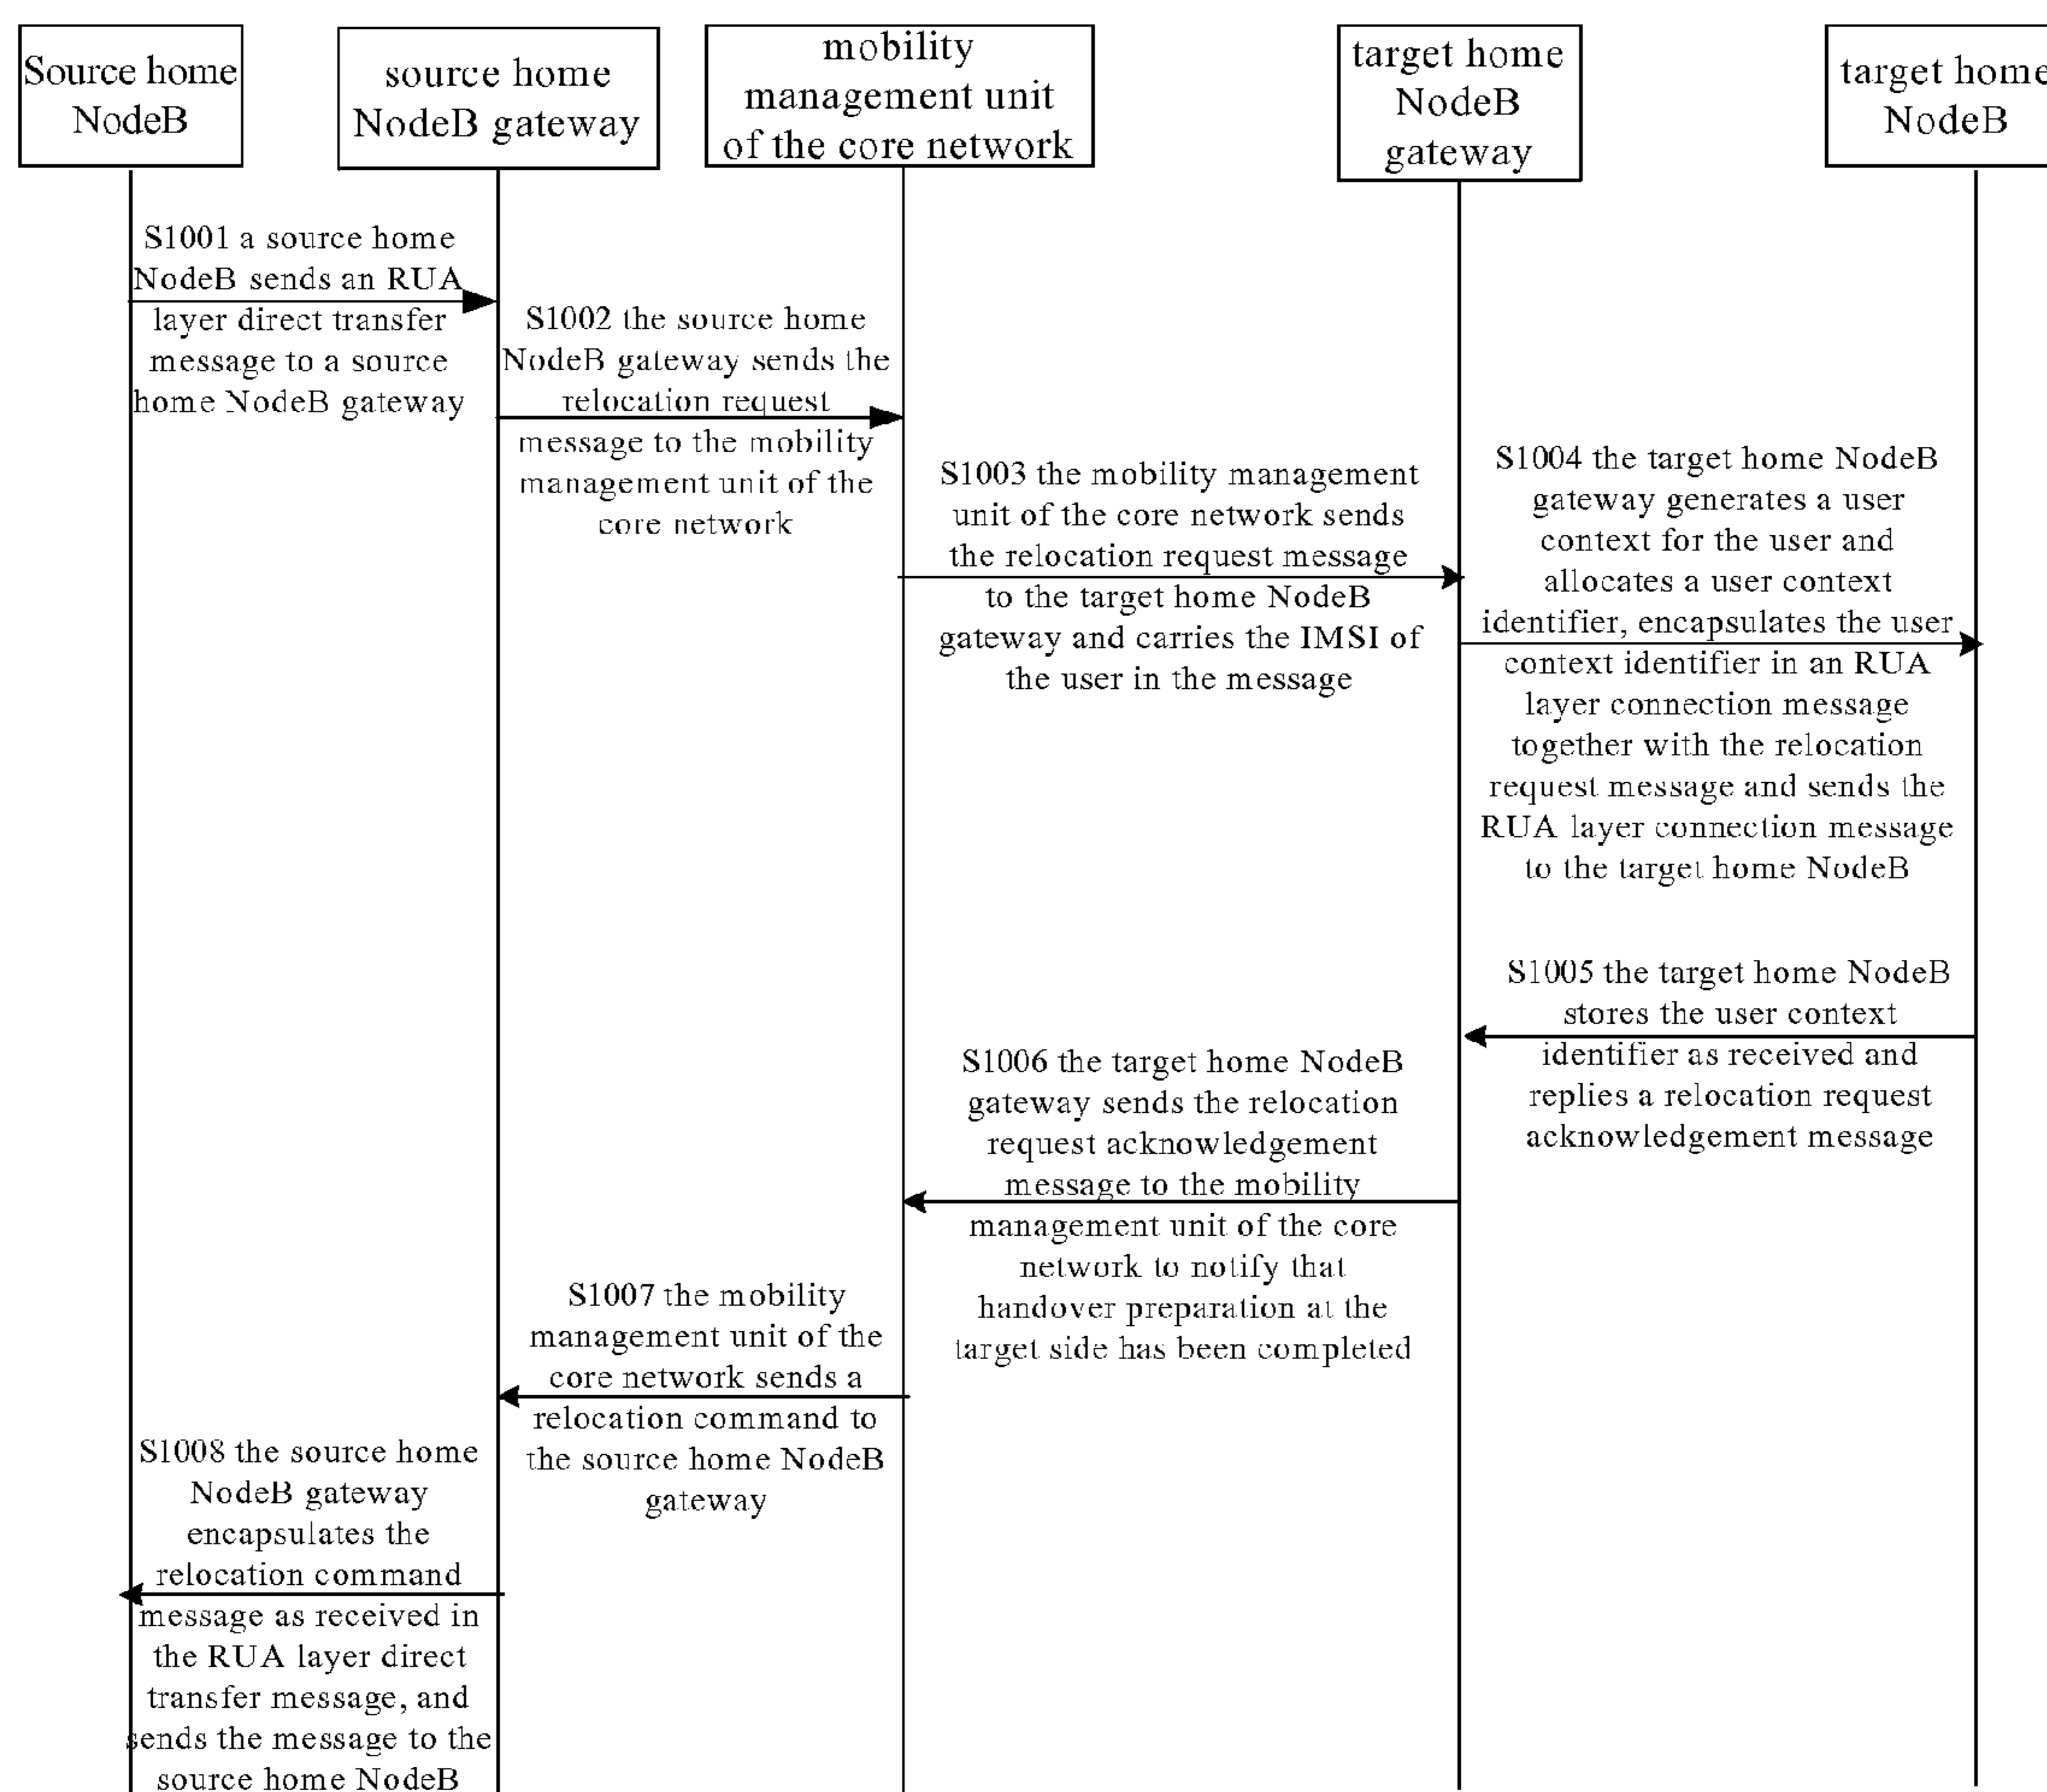 Source home
NodeB
source home
NodeB gateway
mobility
management unit
of the core network
target home
NodeB
gateway
target home
NodeB
S1001 a source home
NodeB sends an RUA
layer direct transfer
message to a source
home NodeB gateway
S1002 the source home
NodeB gateway sends the
relocation request
message to the mobility
management unit of the
core network
S1003 the mobility management
unit of the core network sends
the relocation request message
to the target home NodeB
gateway and carries the IMSI of
the user in the message
S1004 the target home NodeB
gateway generates a user
context for the user and
allocates a user context
identifier, encapsulates the user
context identifier in an RUA
layer connection message
together with the relocation
request message and sends the
RUA layer connection message
to the target home NodeB
S1005 the target home NodeB
stores the user context
identifier as received and
replies a relocation request
acknowledgement message
S1006 the target home NodeB
gateway sends the relocation
request acknowledgement
message to the mobility
management unit of the core
network to notify that
handover preparation at the
target side has been completed
S1007 the mobility
management unit of the
core network sends a
relocation command to
the source home NodeB
gateway
S1008 the source home
NodeB gateway
encapsulates the
relocation command
message as received in
the RUA layer direct
transfer message, and
sends the message to the
source home NodeB